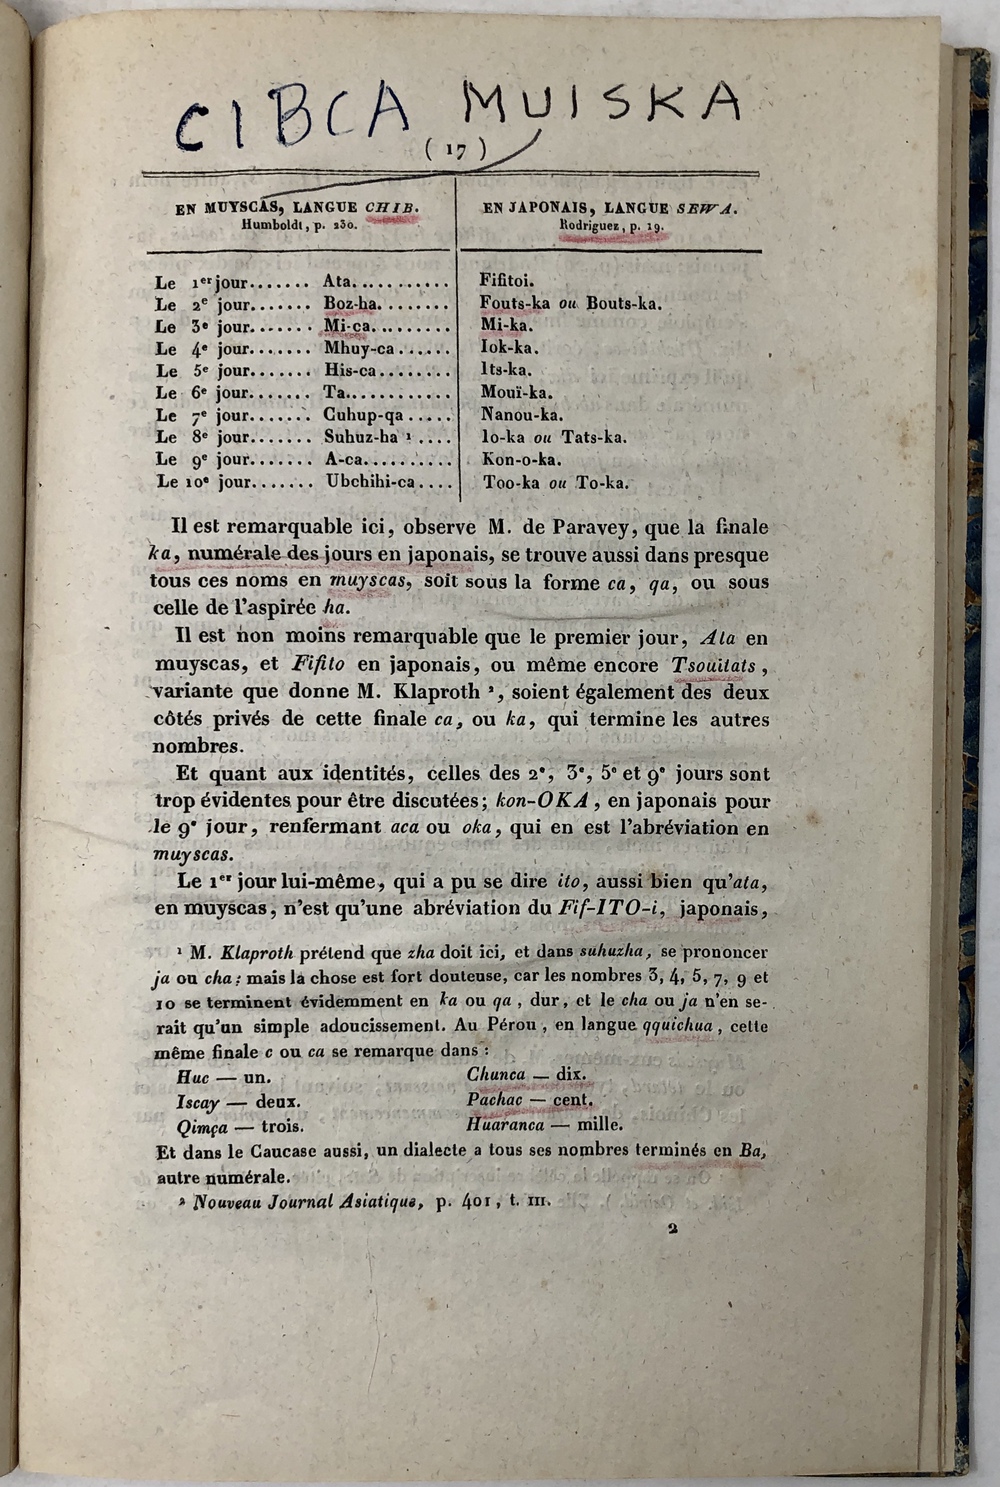 CIBCA MUISKA
( 17 )
EN MUYSCAS, LANGUE CHIB.
Humboldt, p. 230.
EN JAPONAIS, LANGUE SEWA.
Rodriguez, p. 19.
Le 1er jour....... Ata........... Fifitoi.
Le 2e jour....... Boz-ha........ Fouts-ka ou Bouts-ka.
Le 3e jour....... Mi-ca......... Mi-ka.
Le 4e jour....... Mhuy-ca...... Iok-ka.
Le 5e jour....... His-ca........ Its-ka.
Le 6e jour....... Ta............ Mouï-ka.
Le 7e jour....... Cuhup-qa..... Nanou-ka.
Le 8e jour....... Suhuz-ha ¹.... Io-ka ou Tats-ka.
Le 9e jour....... A-ca.......... Kon-o-ka.
Le 10e jour....... Ubchihi-ca.... Too-ka ou To-ka.
Il est remarquable ici, observe M. de Paravey, que la finale
ka, numérale des jours en japonais, se trouve aussi dans presque
tous ces noms en muyscas, soit sous la forme ca, qa, ou sous
celle de l'aspirée ha.
Il est non moins remarquable que le premier jour, Ata en
muyscas, et Fifito en japonais, ou même encore Tsouitats,
variante que donne M. Klaproth ², soient également des deux
côtés privés de cette finale ca, ou ka, qui termine les autres
nombres.
Et quant aux identités, celles des 2e, 3e, 5e et 9e jours sont
trop évidentes pour être discutées; kon-OKA, en japonais pour
le 9e jour, renfermant aca ou oka, qui en est l'abréviation en
muyscas.
Le 1er jour lui-même, qui a pu se dire ito, aussi bien qu'ata,
en muyscas, n'est qu'une abréviation du Fif-ITO-i, japonais,
¹ M. Klaproth prétend que zha doit ici, et dans suhuzha, se prononcer
ja ou cha; mais la chose est fort douteuse, car les nombres 3, 4, 5, 7, 9 et
10 se terminent évidemment en ka ou qa, dur, et le cha ou ja n'en se-
rait qu'un simple adoucissement. Au Pérou, en langue qquichua, cette
même finale c ou ca se remarque dans :
Huc — un. Chunca — dix.
Iscay — deux. Pachac — cent.
Qimça — trois. Huaranca — mille.
Et dans le Caucase aussi, un dialecte a tous ses nombres terminés en Ba,
autre numérale.
² Nouveau Journal Asiatique, p. 401, t. III.
2